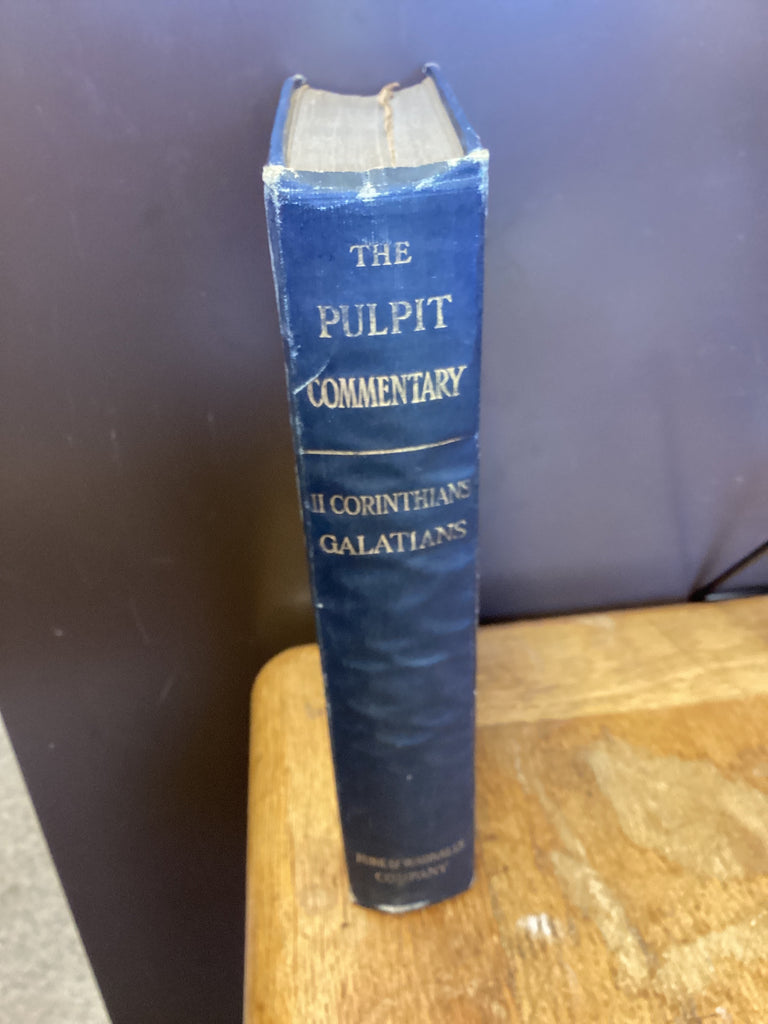 THE
PULPIT
COMMENTARY
II CORINTHIANS
GALATIANS
FUNK & WAGNALLS
COMPANY